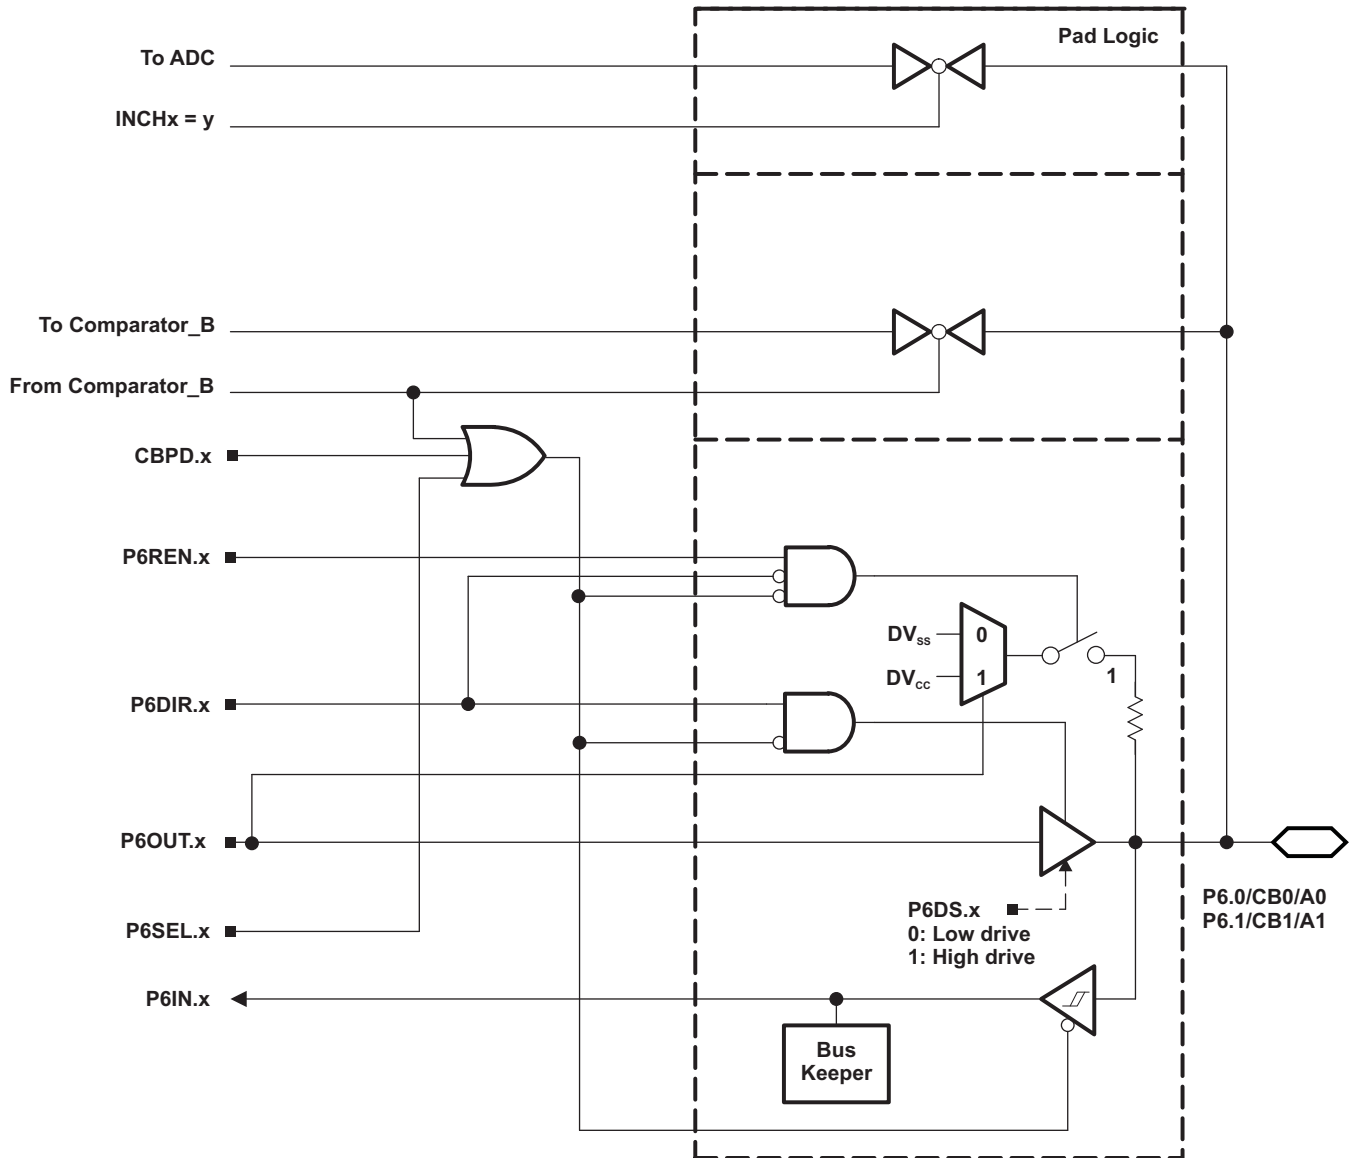 Pad Logic
To ADC
INCHx = y
To Comparator_B
From Comparator_B
CBPD.x
P6REN.x
DVss
0
DVcc
1
1
P6DIR.x
P6OUT.x
P6DS.x
0: Low drive
1: High drive
P6.0/CB0/A0
P6.1/CB1/A1
P6SEL.x
P6IN.x
Bus
Keeper